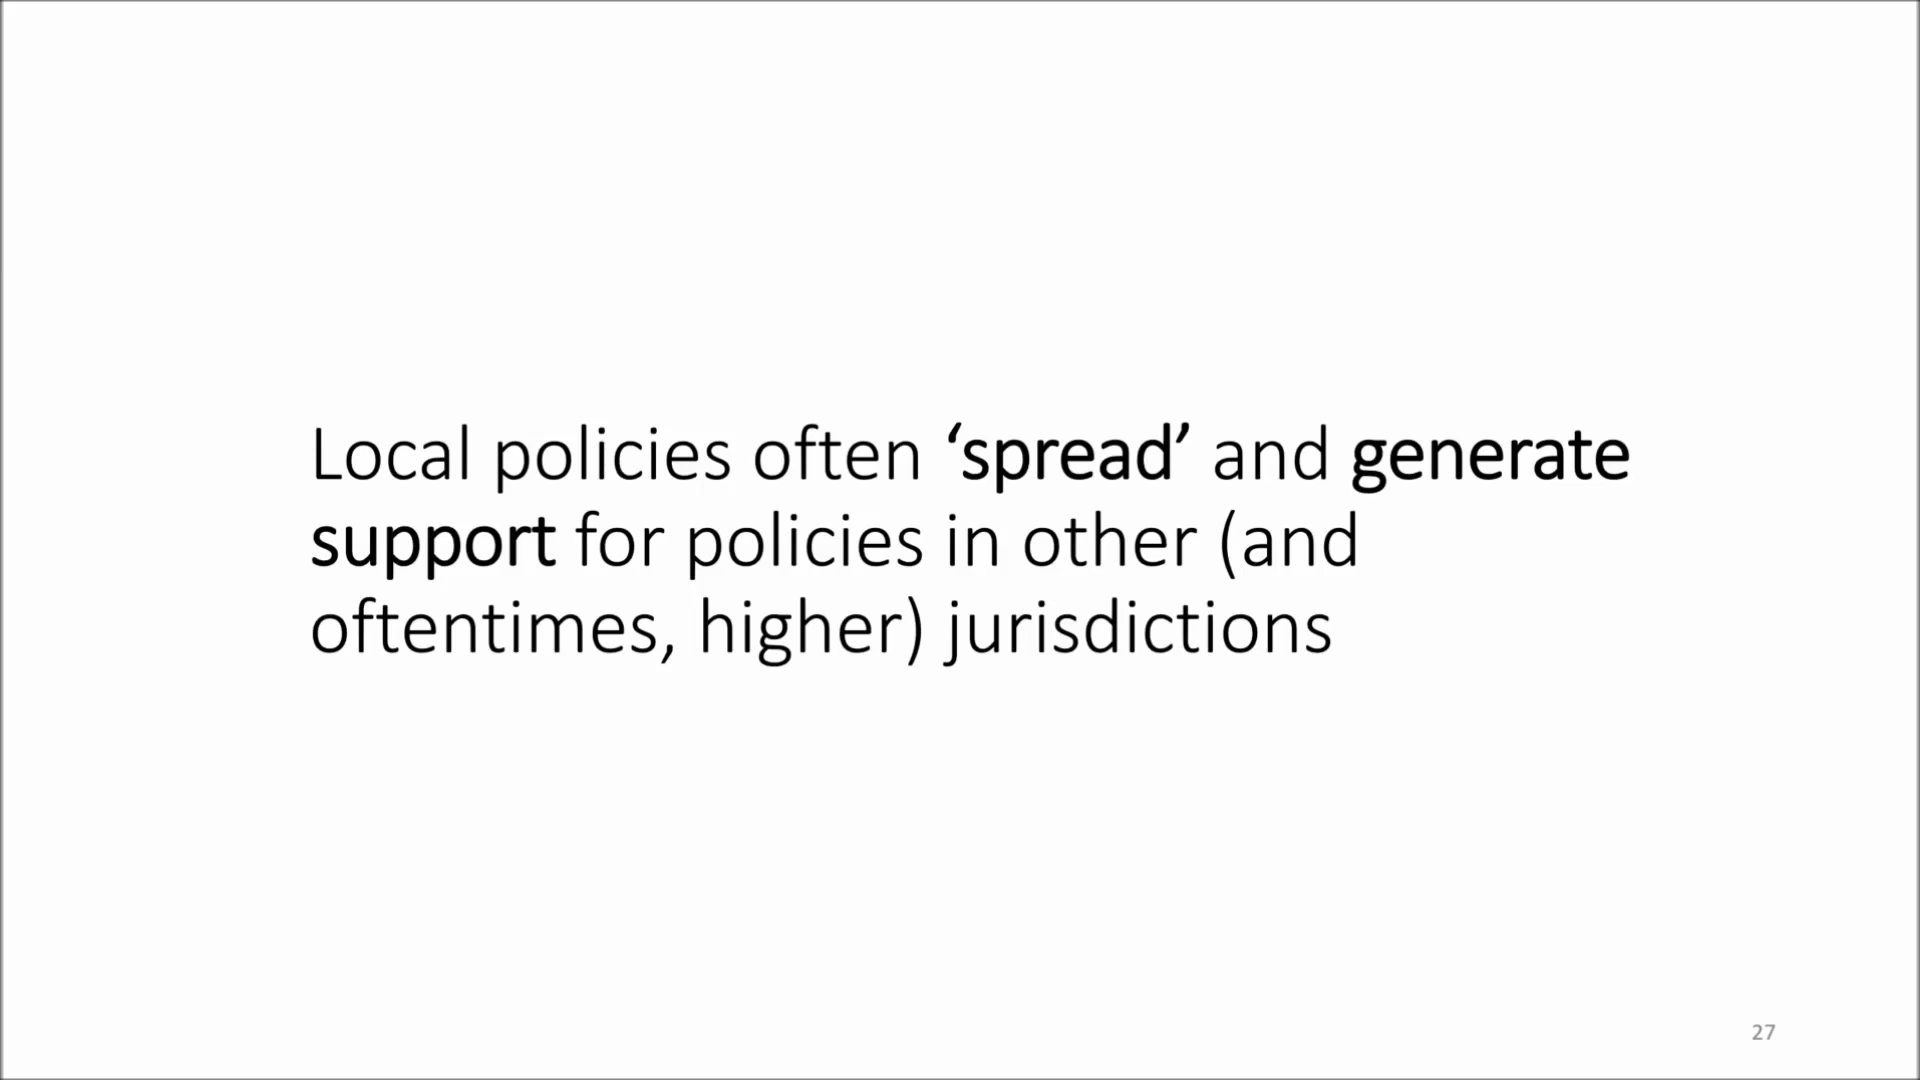 Local policies often ‘spread’ and generate
support for policies in other (and
oftentimes, higher) jurisdictions
27